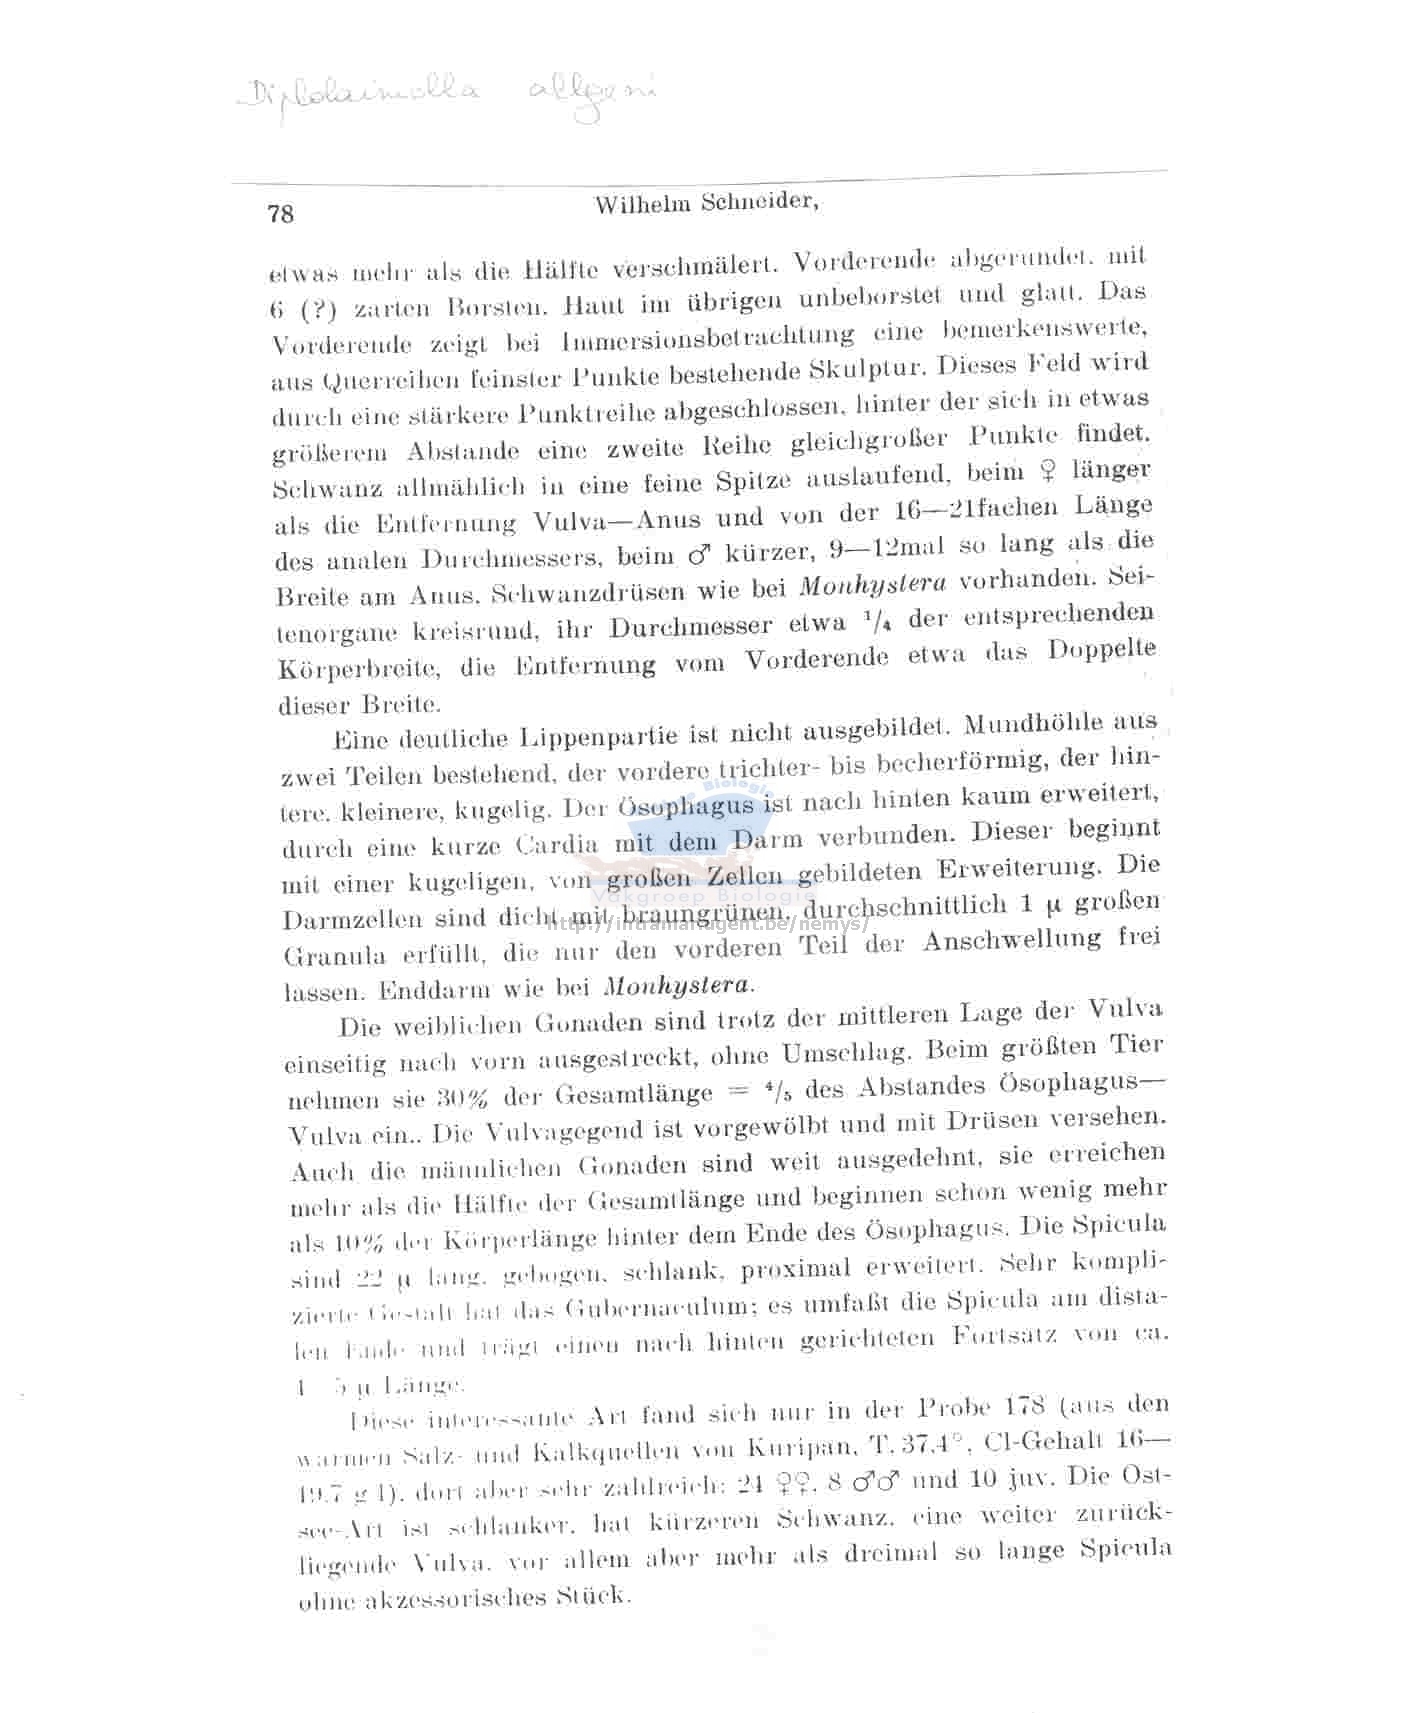 Diplolaimella allgeni
78
Wilhelm Schneider,
etwas mehr als die Hälfte verschmälert. Vorderende abgerundet, mit
6 (?) zarten Borsten. Haut im übrigen unbeborstet und glatt. Das
Vorderende zeigt bei Immersionsbetrachtung eine bemerkenswerte,
aus Querreihen feinster Punkte bestehende Skulptur. Dieses Feld wird
durch eine stärkere Punktreihe abgeschlossen, hinter der sich in etwas
größerem Abstande eine zweite Reihe gleichgroßer Punkte findet.
Schwanz allmählich in eine feine Spitze auslaufend, beim ♀ länger
als die Entfernung Vulva—Anus und von der 16—21fachen Länge
des analen Durchmessers, beim ♂ kürzer, 9—12mal so lang als die
Breite am Anus. Schwanzdrüsen wie bei Monhystera vorhanden. Sei-
tenorgane kreisrund, ihr Durchmesser etwa 1/4 der entsprechenden
Körperbreite, die Entfernung vom Vorderende etwa das Doppelte
dieser Breite.
Eine deutliche Lippenpartie ist nicht ausgebildet. Mundhöhle aus
zwei Teilen bestehend, der vordere trichter- bis becherförmig, der hin-
tere, kleinere, kugelig. Der Ösophagus ist nach hinten kaum erweitert,
durch eine kurze Cardia mit dem Darm verbunden. Dieser beginnt
mit einer kugeligen, von großen Zellen gebildeten Erweiterung. Die
Darmzellen sind dicht mit braungrünen, durchschnittlich 1 µ großen
Granula erfüllt, die nur den vorderen Teil der Anschwellung frei
lassen. Enddarm wie bei Monhystera.
Die weiblichen Gonaden sind trotz der mittleren Lage der Vulva
einseitig nach vorn ausgestreckt, ohne Umschlag. Beim größten Tier
nehmen sie 30% der Gesamtlänge = 4/5 des Abstandes Ösophagus—
Vulva ein.. Die Vulvagegend ist vorgewölbt und mit Drüsen versehen.
Auch die männlichen Gonaden sind weit ausgedehnt, sie erreichen
mehr als die Hälfte der Gesamtlänge und beginnen schon wenig mehr
als 10% der Körperlänge hinter dem Ende des Ösophagus. Die Spicula
sind 22 µ lang, gebogen, schlank, proximal erweitert. Sehr kompli-
zierte Gestalt hat das Gubernaculum; es umfaßt die Spicula am dista-
len Ende und trägt einen nach hinten gerichteten Fortsatz von ca.
5 µ Länge.
Diese interessante Art fand sich nur in der Probe 178 (aus den
warmen Salz- und Kalkquellen von Kuripan, T. 37,4°, Cl-Gehalt 16—
19,7 g l), dort aber sehr zahlreich: 24 ♀♀, 8 ♂♂ und 10 juv. Die Ost-
see-Art ist schlanker, hat kürzeren Schwanz, eine weiter zurück-
liegende Vulva, vor allem aber mehr als dreimal so lange Spicula
ohne akzessorisches Stück.
Vakgroep Biologie
http://intramar.ugent.be/nemys/